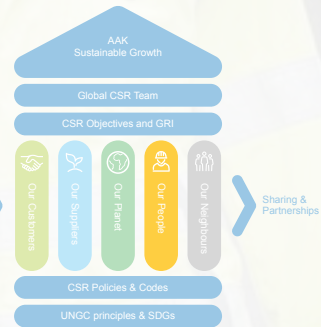 AAK
Sustainable Growth
Global CSR Team
CSR Objectives and GRI
Our Customers
Our Suppliers
Our Planet
Our People
Our Neighbours
Sharing &
Partnerships
CSR Policies & Codes
UNGC principles & SDGs